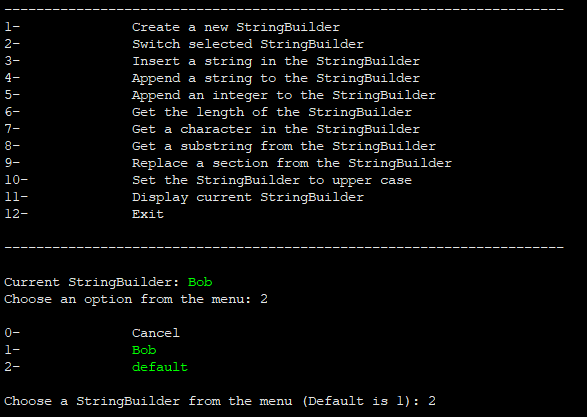 ----------------------------------------------------------------------
1- Create a new StringBuilder
2- Switch selected StringBuilder
3- Insert a string in the StringBuilder
4- Append a string to the StringBuilder
5- Append an integer to the StringBuilder
6- Get the length of the StringBuilder
7- Get a character in the StringBuilder
8- Get a substring from the StringBuilder
9- Replace a section from the StringBuilder
10- Set the StringBuilder to upper case
11- Display current StringBuilder
12- Exit
----------------------------------------------------------------------
Current StringBuilder: Bob
Choose an option from the menu: 2
0- Cancel
1- Bob
2- default
Choose a StringBuilder from the menu (Default is 1): 2